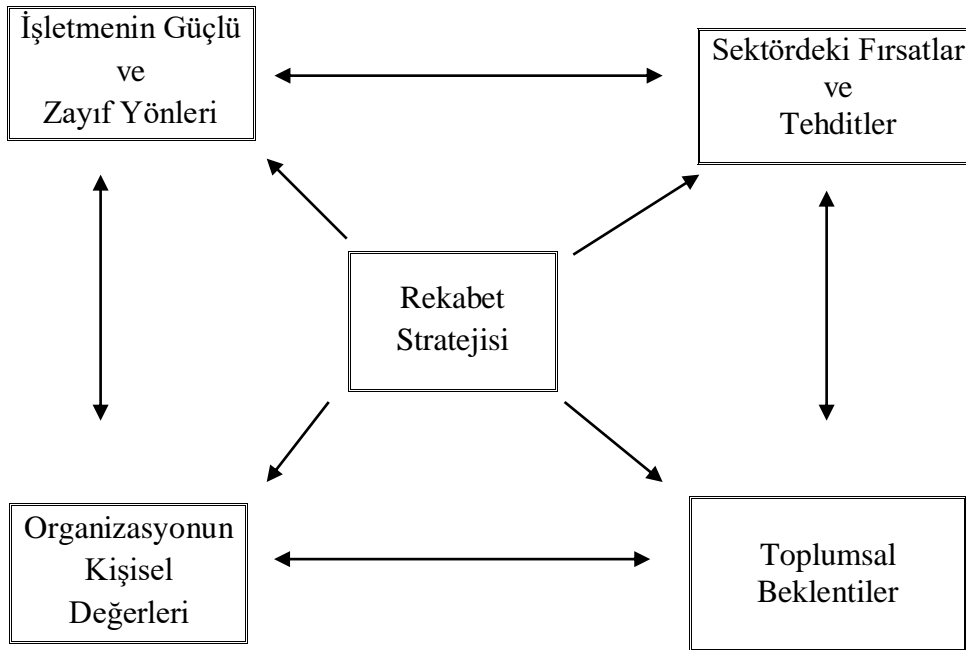 İşletmenin Güçlü
ve
Zayıf Yönleri
Sektördeki Fırsatlar
ve
Tehditler
Rekabet
Stratejisi
Organizasyonun
Kişisel
Değerleri
Toplumsal
Beklentiler